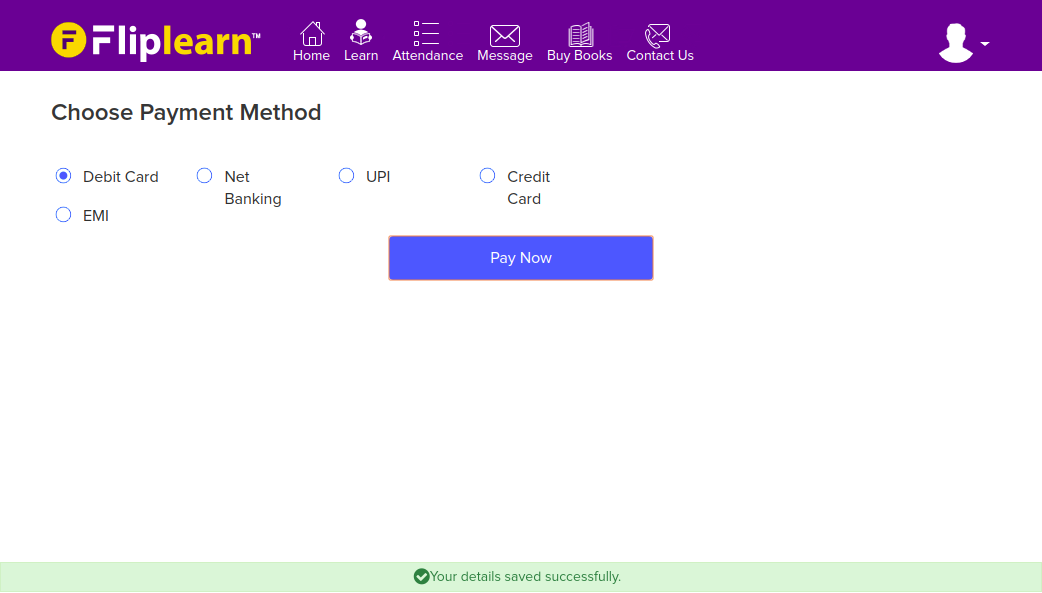 Fliplearn™
Home Learn Attendance Message Buy Books Contact Us
Choose Payment Method
Debit Card Net Banking UPI Credit Card
EMI
Pay Now
Your details saved successfully.